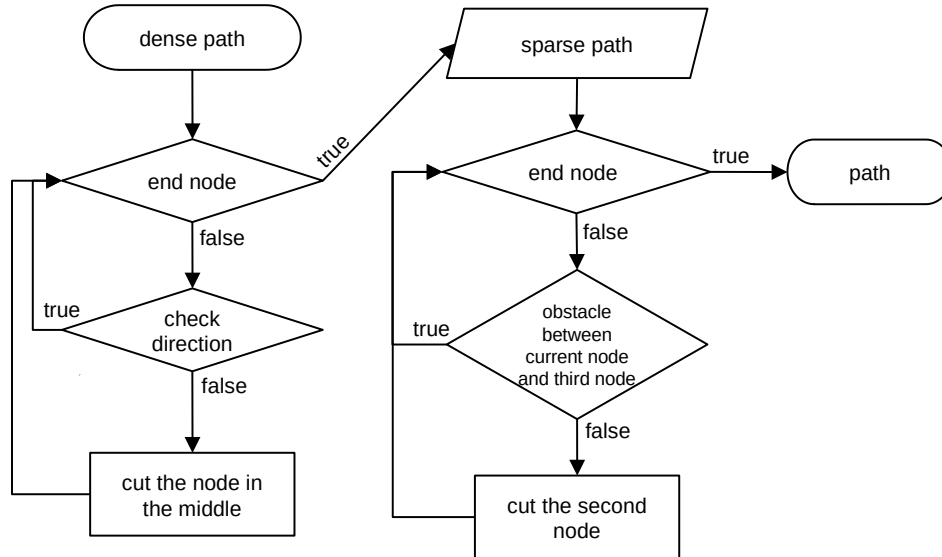 dense path
end node
true
false
check
direction
true
false
cut the node in
the middle
sparse path
end node
true
path
false
obstacle
between
current node
and third node
true
false
cut the second
node